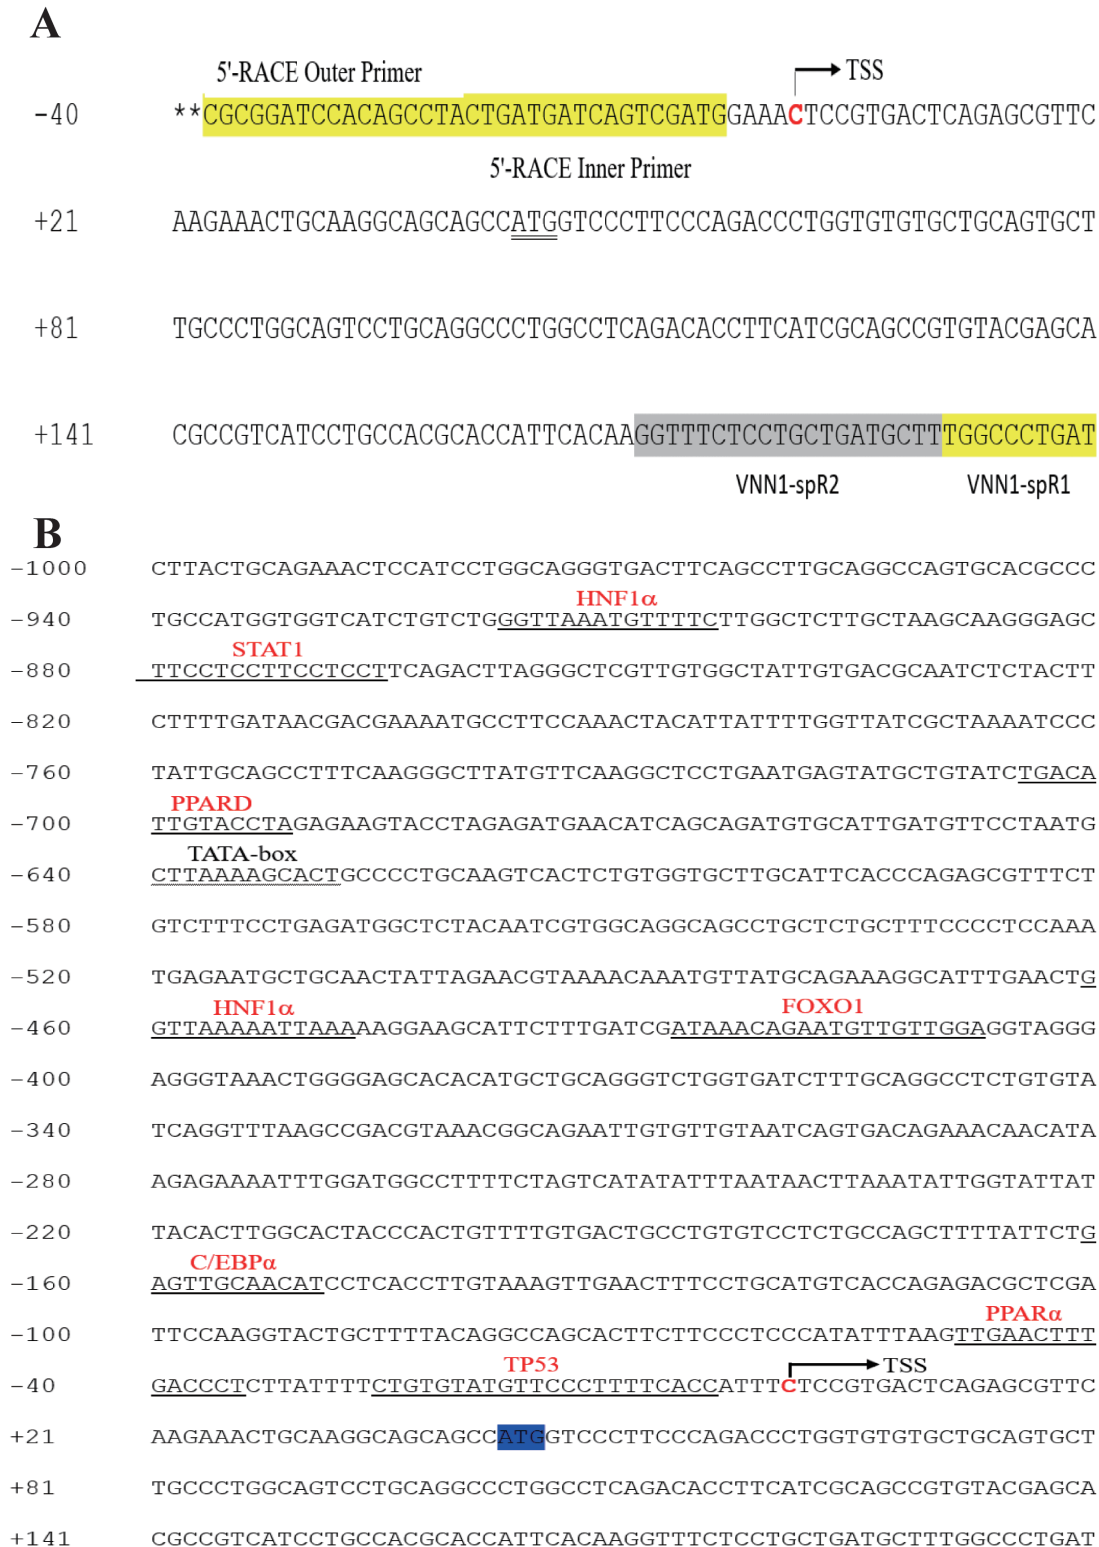 A
5'-RACE Outer Primer
TSS
-40 **CGCGGATCCACAGCCTACTGATGATCAGTCGATGGAAACTCCGTGACTCAGAGCGTTC
5'-RACE Inner Primer
+21 AAGAAACTGCAAGGCAGCAGCCATGGTCCCTTCCCAGACCCTGGTGTGTGCTGCAGTGCT
+81 TGCCCTGGCAGTCCTGCAGGCCCTGGCCTCAGACACCTTCATCGCAGCCGTGTACGAGCA
+141 CGCCGTCATCCTGCCACGCACCATTCACAAGGTTTCTCCTGCTGATGCTTTGGCCCTGAT
VNN1-spR2 VNN1-spR1
B
-1000 CTTACTGCAGAAACTCCATCCTGGCAGGGTGACTTCAGCCTTGCAGGCCAGTGCACGCCC
HNF1α
-940 TGCCATGGTGGTCATCTGTCTGGGTTAAATGTTTTCTTGGCTCTTGCTAAGCAAGGGAGC
STAT1
-880 TTCCTCCTTCCTCCTTCAGACTTAGGGCTCGTTGTGGCTATTGTGACGCAATCTCTACTT
-820 CTTTTGATAACGACGAAAATGCCTTCCAAACTACATTATTTTGGTTATCGCTAAAATCCC
-760 TATTGCAGCCTTTCAAGGGCTTATGTTCAAGGCTCCTGAATGAGTATGCTGTATCTGACA
PPARD
-700 TTGTACCTAGAGAAGTACCTAGAGATGAACATCAGCAGATGTGCATTGATGTTCCTAATG
TATA-box
-640 CTTAAAAGCACTGCCCCTGCAAGTCACTCTGTGGTGCTTGCATTCACCCAGAGCGTTTCT
-580 GTCTTTCCTGAGATGGCTCTACAATCGTGGCAGGCAGCCTGCTCTGCTTTCCCCTCCAAA
-520 TGAGAATGCTGCAACTATTAGAACGTAAAACAAATGTTATGCAGAAAGGCATTTGAACTG
HNF1α FOXO1
-460 GTTAAAAATTAAAAAGGAAGCATTCTTTGATCGATAAACAGAATGTTGTTGGAGGTAGGG
-400 AGGGTAAACTGGGGAGCACACATGCTGCAGGGTCTGGTGATCTTTGCAGGCCTCTGTGTA
-340 TCAGGTTTAAGCCGACGTAAACGGCAGAATTGTGTTGTAATCAGTGACAGAAACAACATA
-280 AGAGAAAATTTGGATGGCCTTTTCTAGTCATATATTTAATAACTTAAATATTGGTATTAT
-220 TACACTTGGCACTACCCACTGTTTTGTGACTGCCTGTGTCCTCTGCCAGCTTTTATTCTG
C/EBPα
-160 AGTTGCAACATCCTCACCTTGTAAAGTTGAACTTTCCTGCATGTCACCAGAGACGCTCGA
PPARα
-100 TTCCAAGGTACTGCTTTTACAGGCCAGCACTTCTTCCCTCCCATATTTAAGTTGAACTTT
TP53 TSS
-40 GACCCTCTTATTTTCTGTGTATGTTCCCTTTTCACCATTTCTCCGTGACTCAGAGCGTTC
+21 AAGAAACTGCAAGGCAGCAGCCATGGTCCCTTCCCAGACCCTGGTGTGTGCTGCAGTGCT
+81 TGCCCTGGCAGTCCTGCAGGCCCTGGCCTCAGACACCTTCATCGCAGCCGTGTACGAGCA
+141 CGCCGTCATCCTGCCACGCACCATTCACAAGGTTTCTCCTGCTGATGCTTTGGCCCTGAT